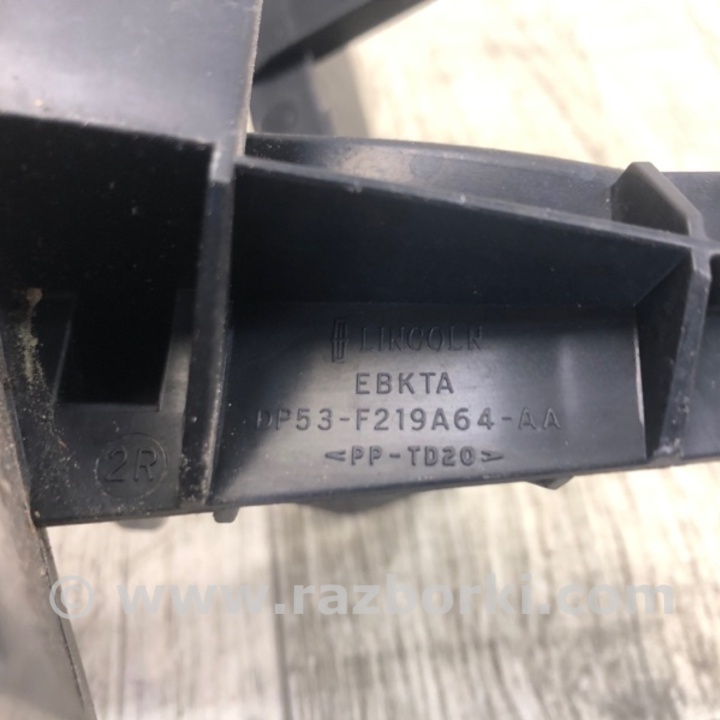 LINCOLN
EBKTA
DP53-F219A64-AA
<PP-TD20>
2R
© www.razborki.com